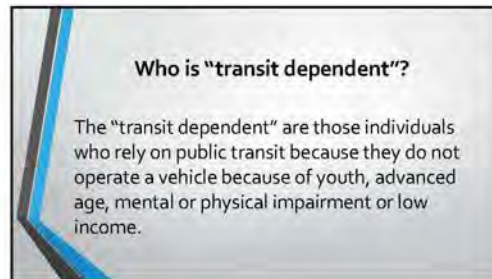 Who is “transit dependent”?
The “transit dependent” are those individuals
who rely on public transit because they do not
operate a vehicle because of youth, advanced
age, mental or physical impairment or low
income.